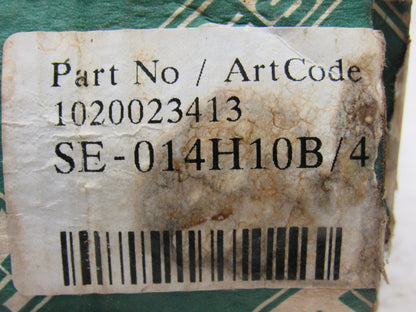 Part No / ArtCode
1020023413
SE-014H10B/4